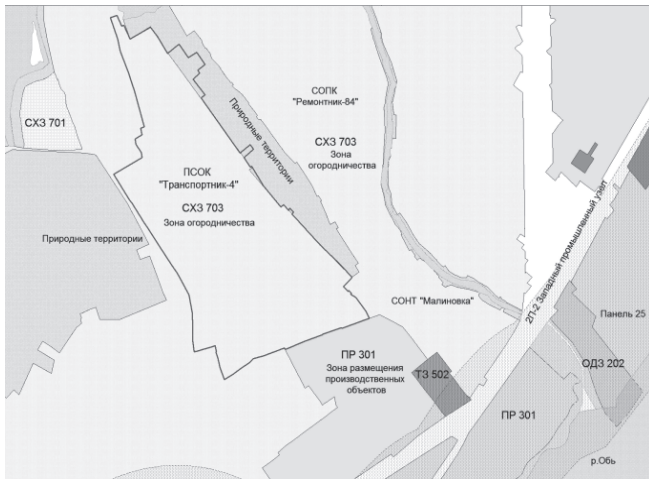 СОПК
"Ремонтник-84"
СХЗ 703
Зона
огородничества
СХЗ 701
Природные территории
ПСОК
"Транспортник-4"
СХЗ 703
Зона огородничества
Природные территории
2П-2 Западный промышленный узел
СОНТ "Малиновка"
Панель 25
ПР 301
Зона размещения
производственных
объектов
ТЗ 502
ОДЗ 202
ПР 301
р.Обь